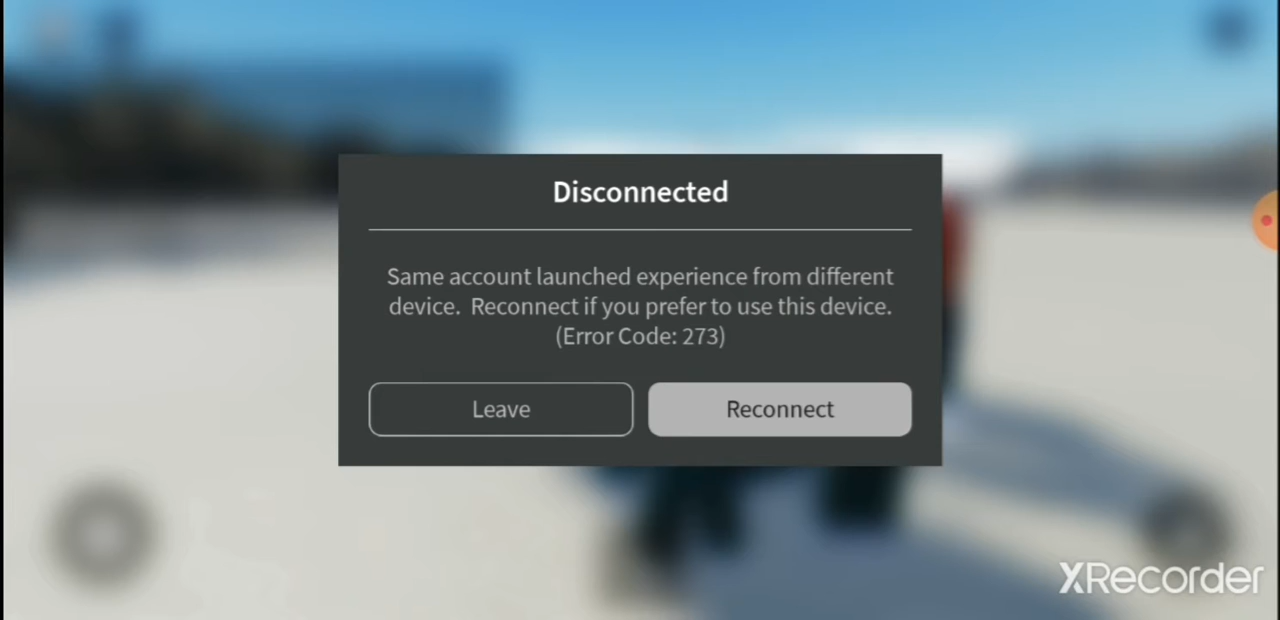 Disconnected
Same account launched experience from different
device.  Reconnect if you prefer to use this device.
(Error Code: 273)
Leave
Reconnect
XRecorder